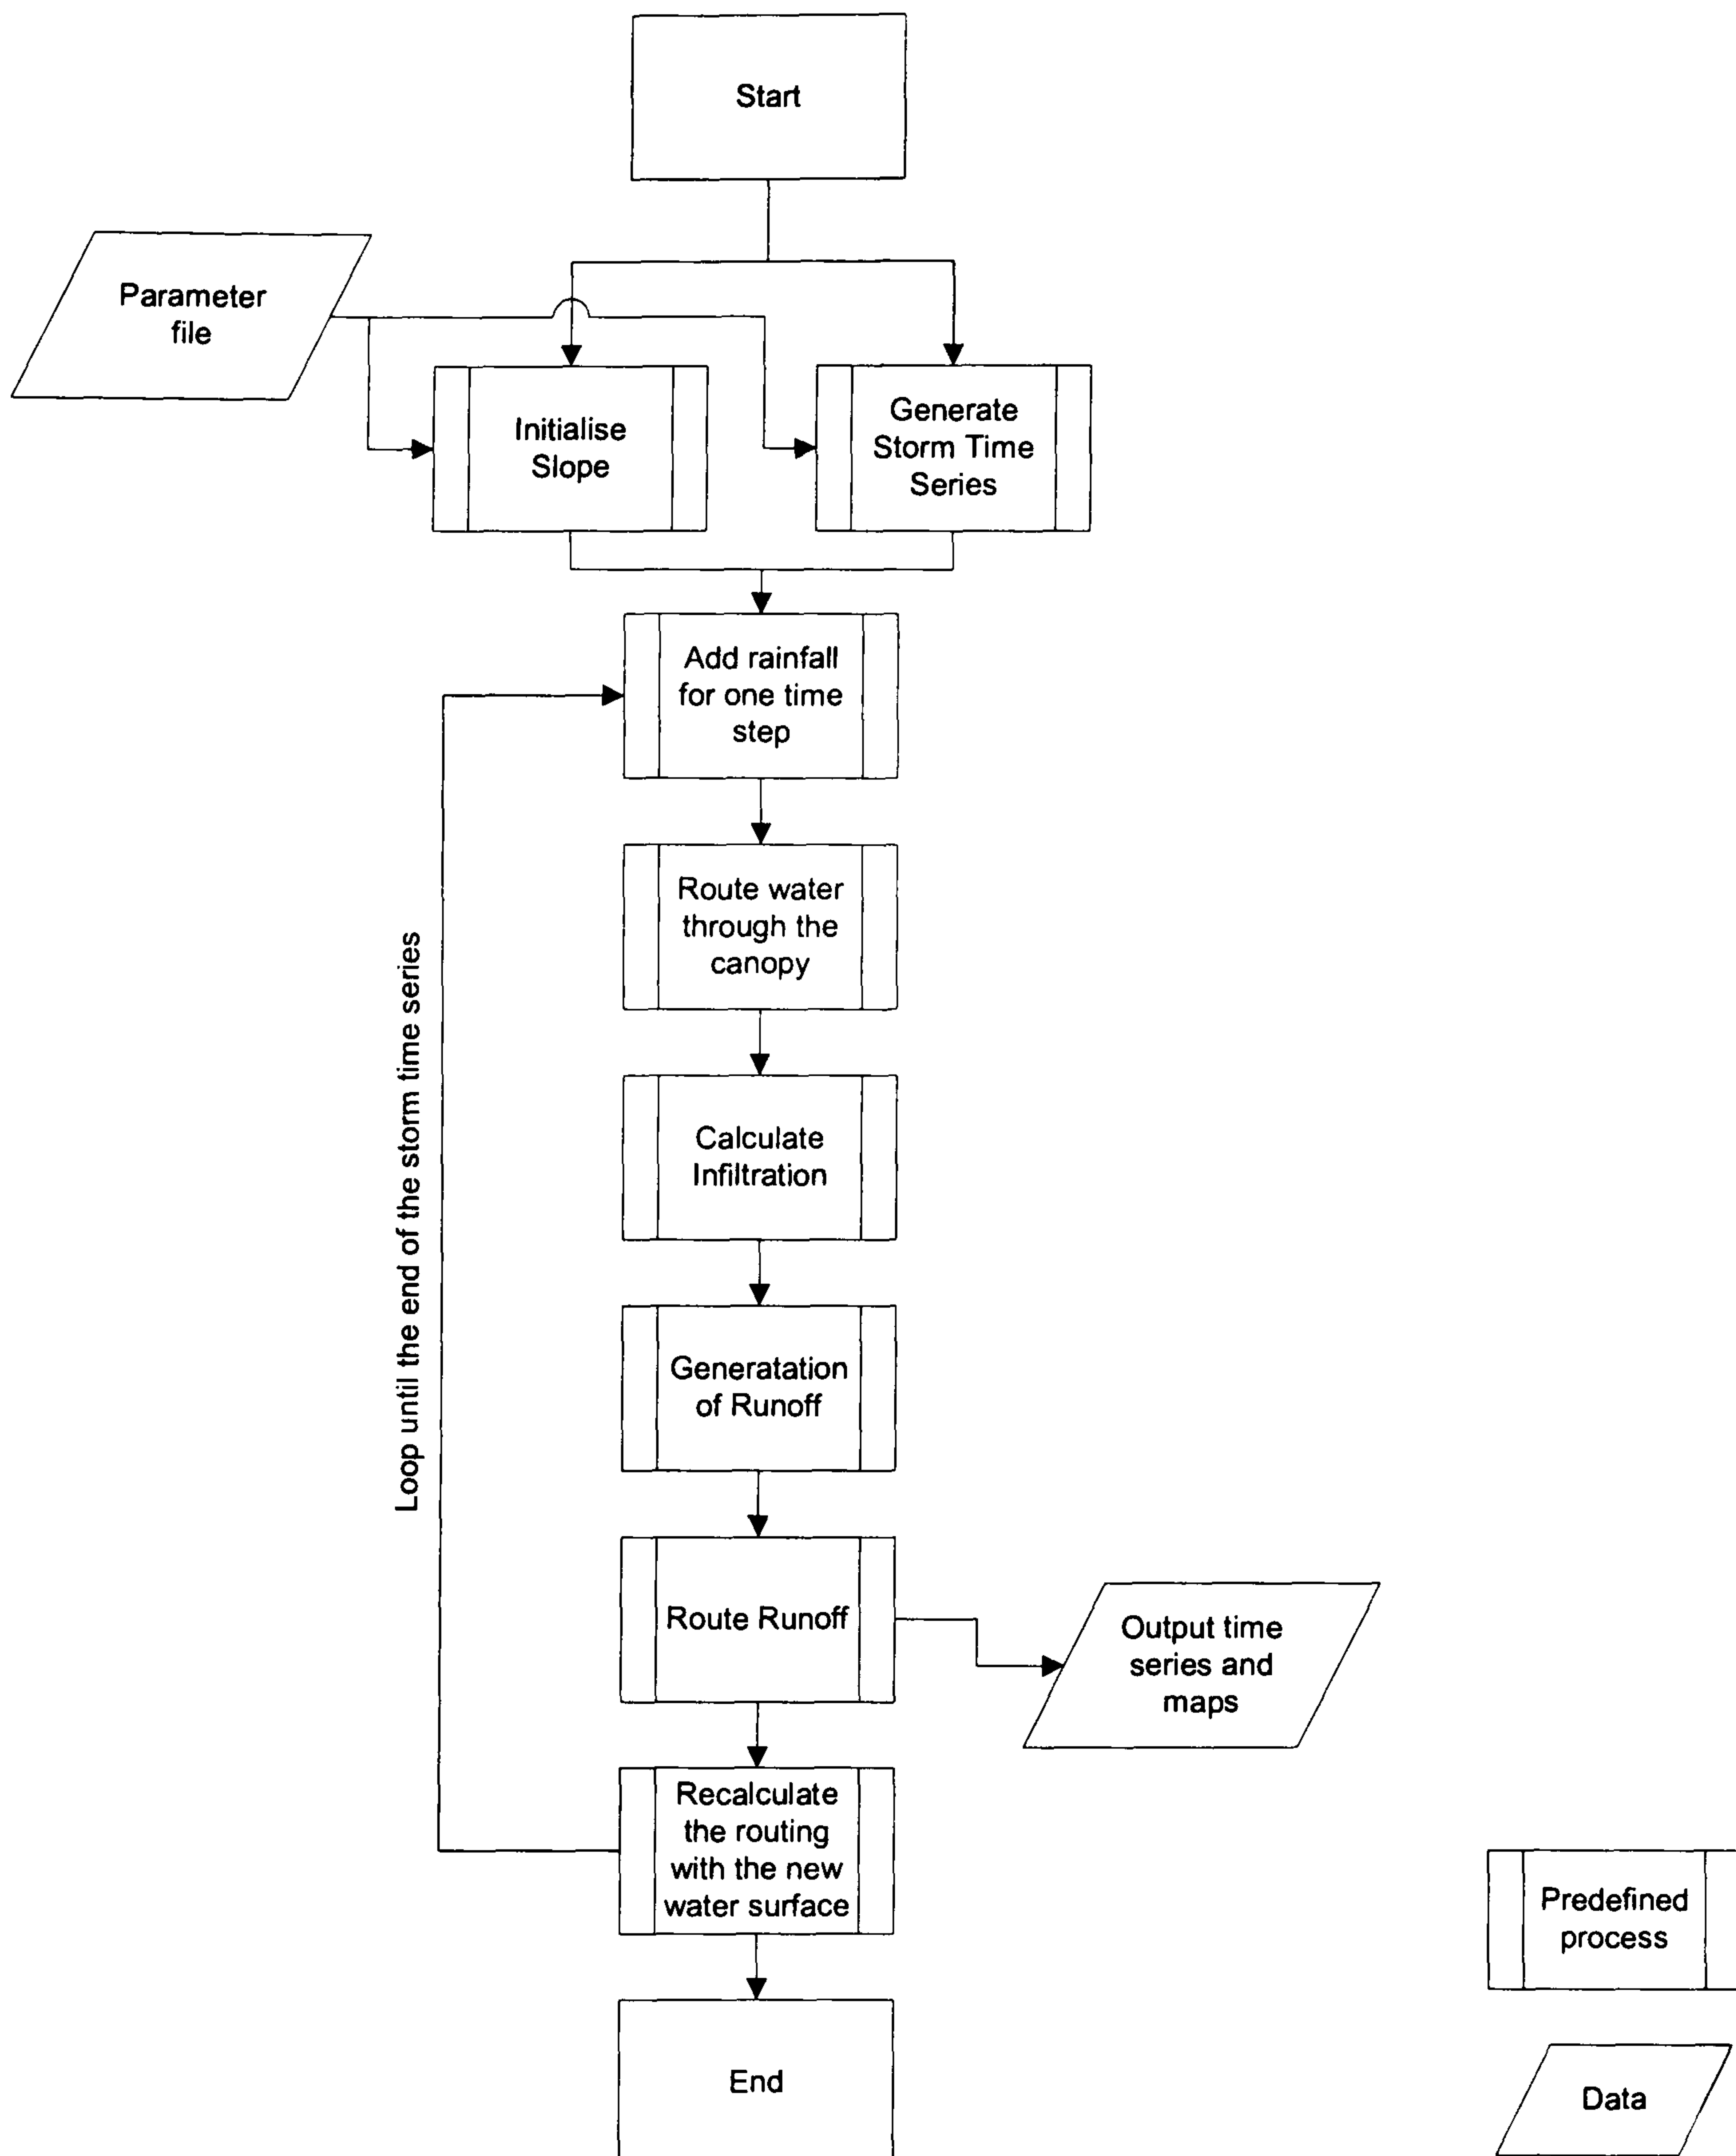 Start
Parameter
file
Initialise
Slope
Generate
Storm Time
Series
Add rainfall
for one time
step
Route water
through the
canopy
Loop until the end of the storm time series
Calculate
Infiltration
Generatation
of Runoff
Route Runoff
Output time
series and
maps
Recalculate
the routing
with the new
water surface
Predefined
process
End
Data